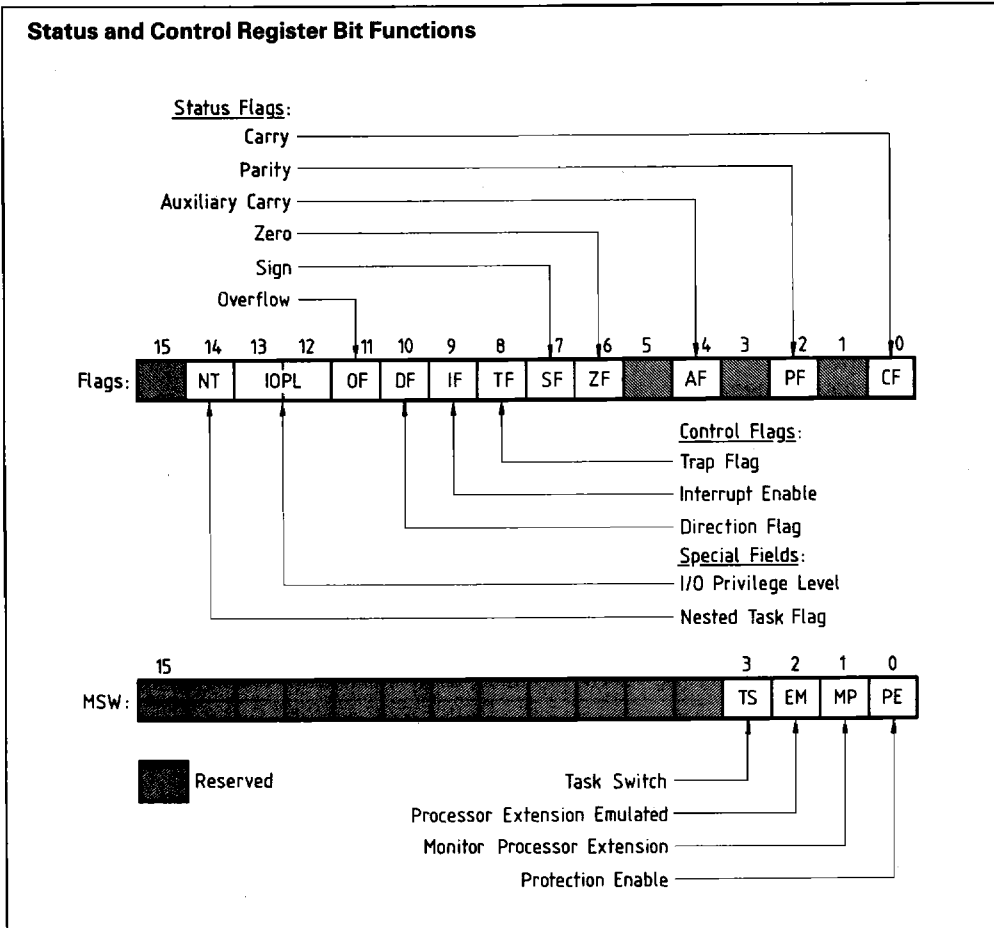 Status and Control Register Bit Functions
Status Flags:
Carry
Parity
Auxiliary Carry
Zero
Sign
Overflow
15 14 13 12 11 10 9 8 7 6 5 4 3 2 1 0
Flags: NT IOPL OF DF IF TF SF ZF AF PF CF
Control Flags:
Trap Flag
Interrupt Enable
Direction Flag
Special Fields:
I/O Privilege Level
Nested Task Flag
15 3 2 1 0
MSW: TS EM MP PE
Reserved
Task Switch
Processor Extension Emulated
Monitor Processor Extension
Protection Enable